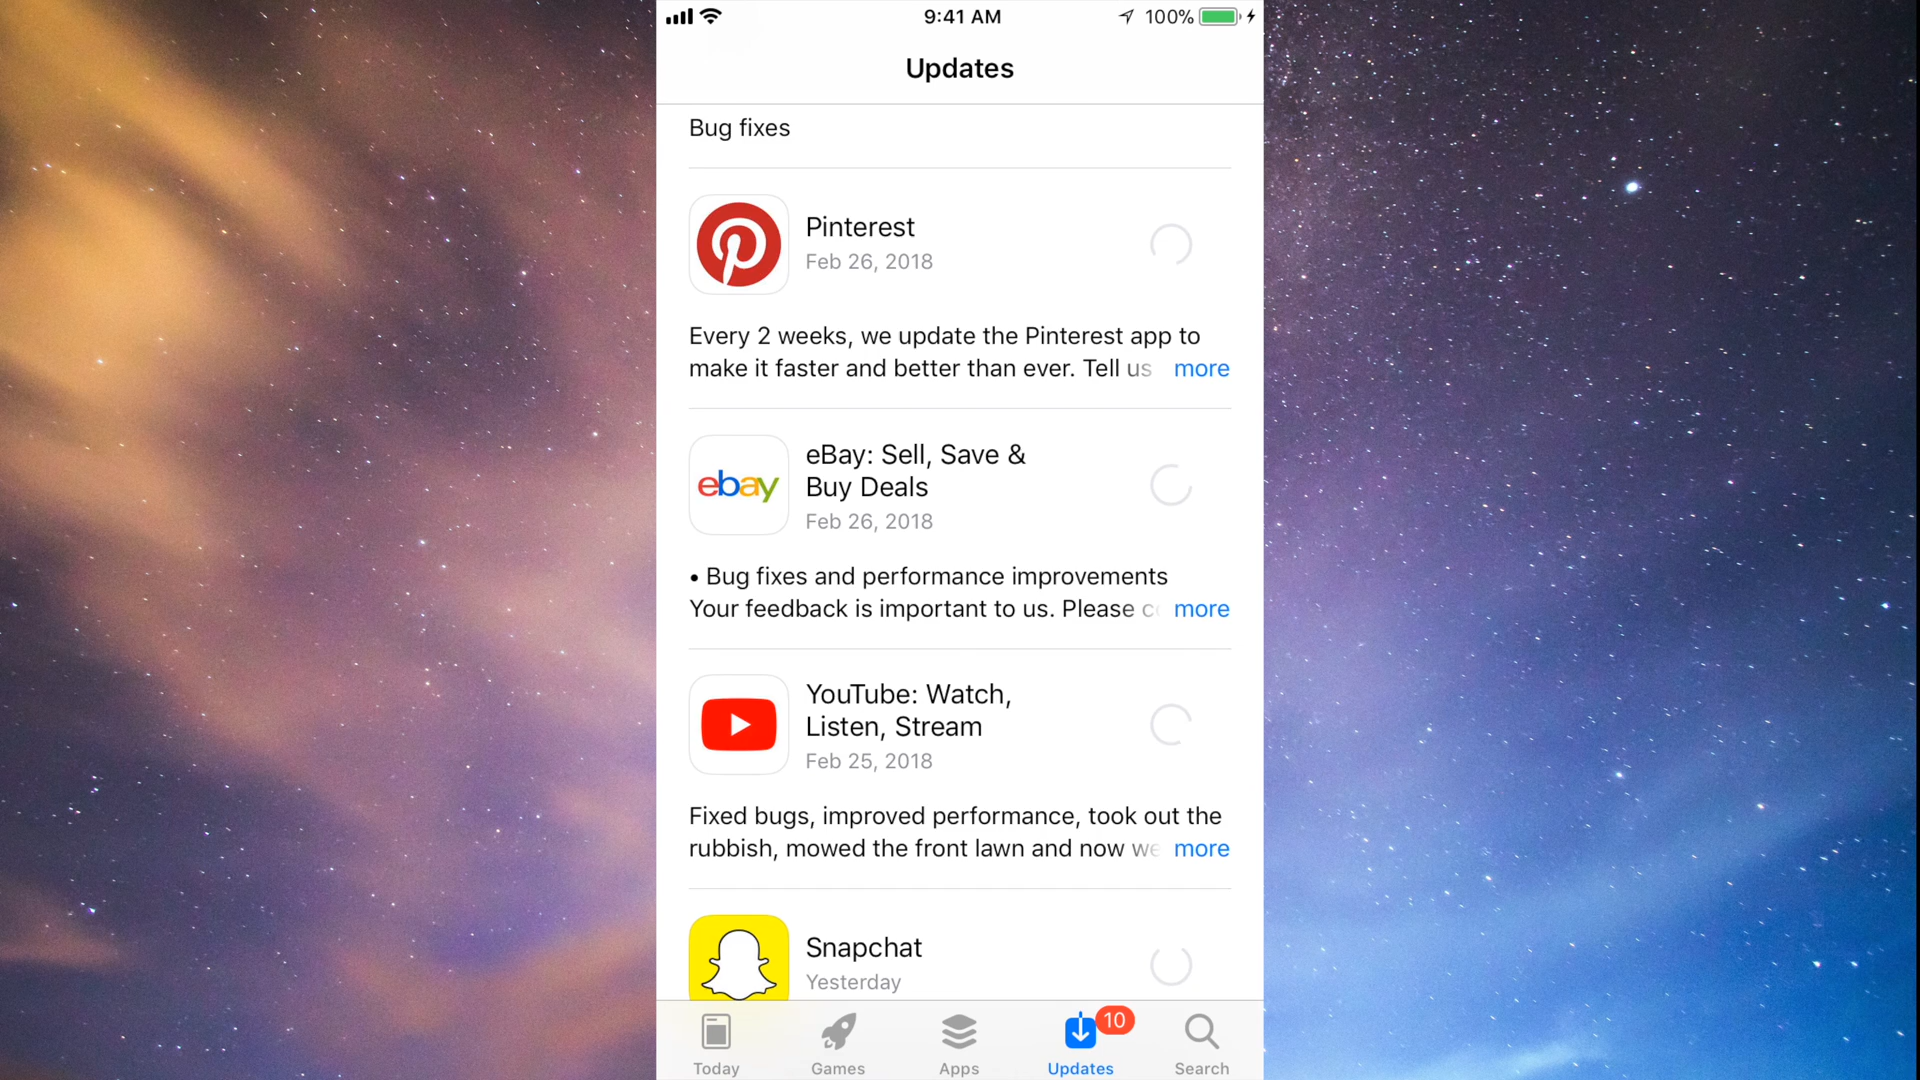 9:41 AM
100%
Updates
Bug fixes
Pinterest
Feb 26, 2018
Every 2 weeks, we update the Pinterest app to
make it faster and better than ever. Tell us more
ebay
eBay: Sell, Save &
Buy Deals
Feb 26, 2018
• Bug fixes and performance improvements
Your feedback is important to us. Please more
YouTube: Watch,
Listen, Stream
Feb 25, 2018
Fixed bugs, improved performance, took out the
rubbish, mowed the front lawn and now we more
Snapchat
Yesterday
10
Today
Games
Apps
Updates
Search